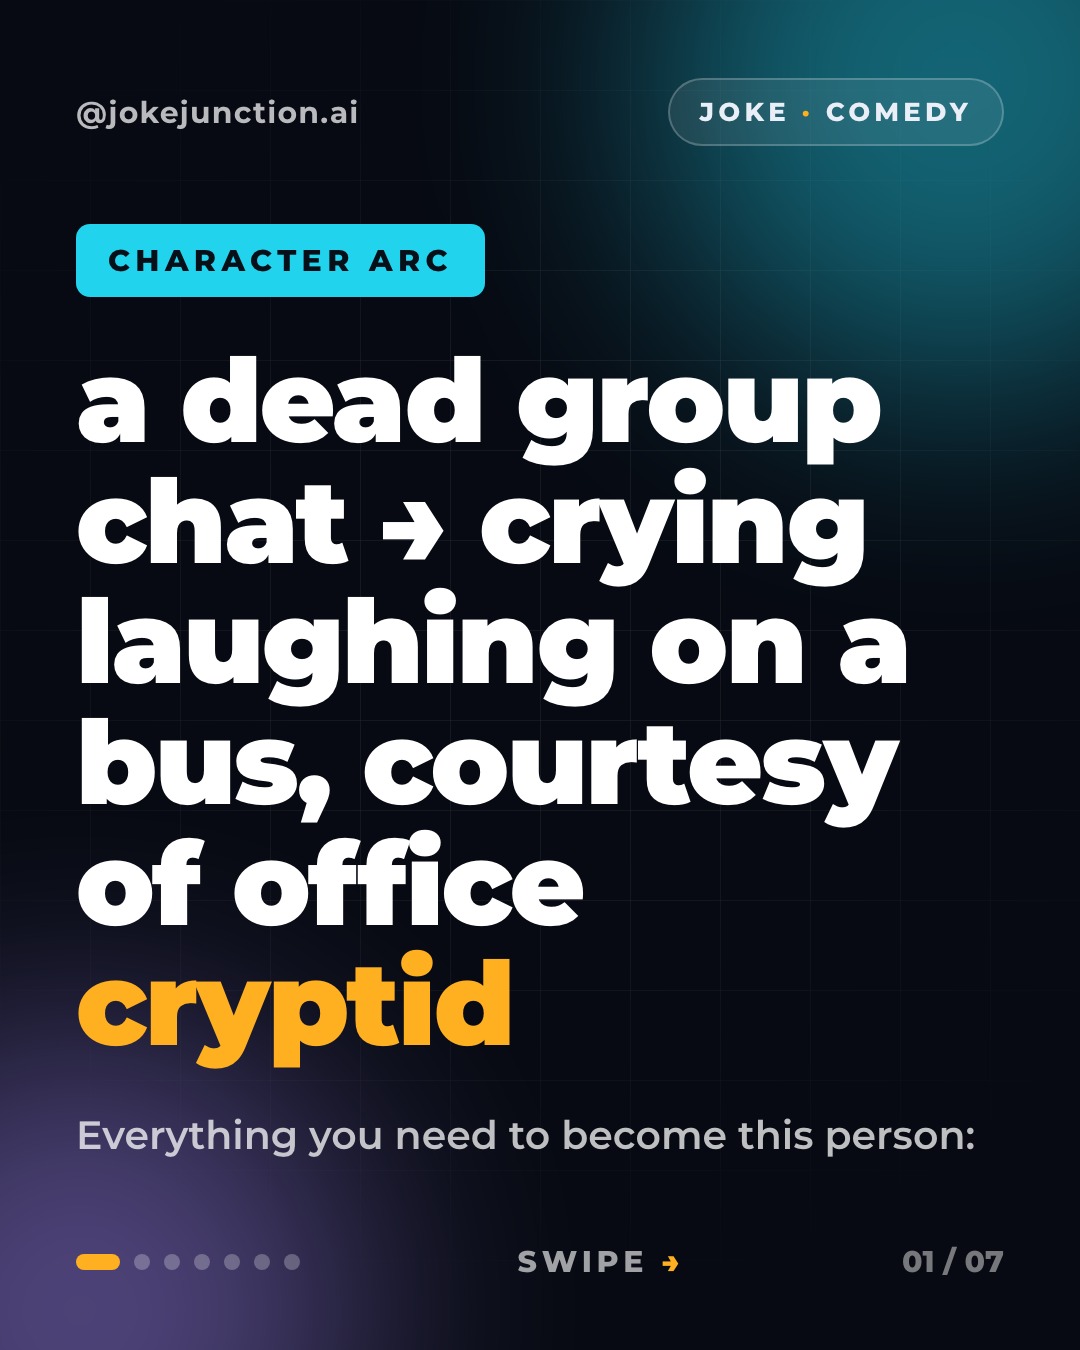 @jokejunction.ai
JOKE · COMEDY
CHARACTER ARC
a dead group
chat → crying
laughing on a
bus, courtesy
of office
cryptid
Everything you need to become this person:
SWIPE →
01 / 07